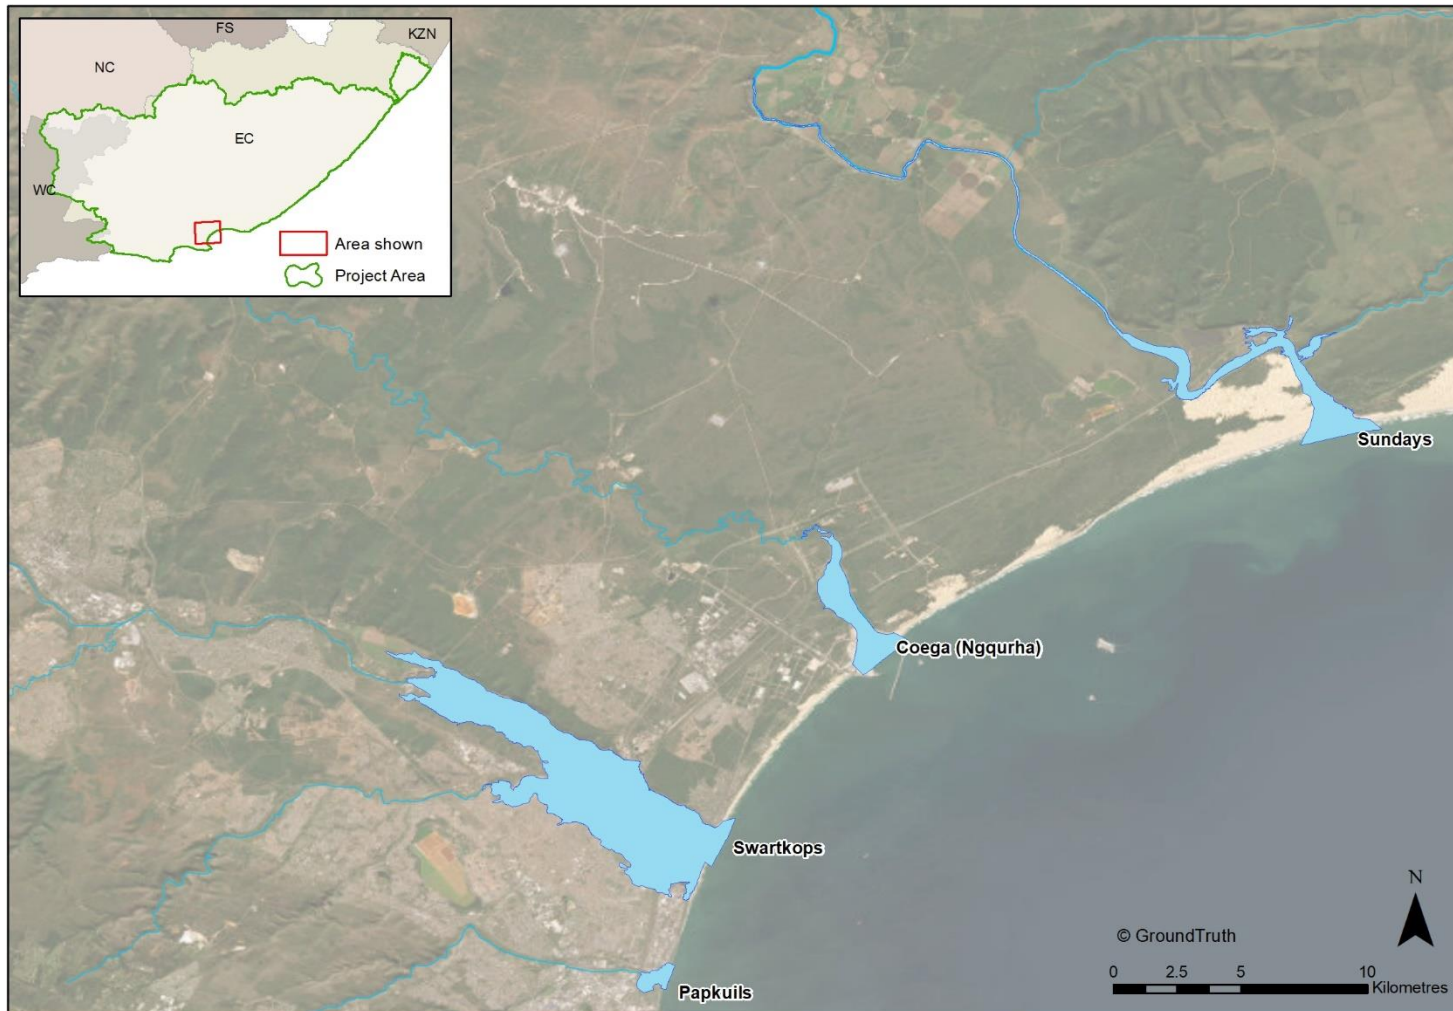 FS
KZN
NC
EC
WC
Area shown
Project Area
Sundays
Coega (Ngqurha)
Swartkops
Papkuils
N
© GroundTruth
0 2.5 5 10
Kilometres